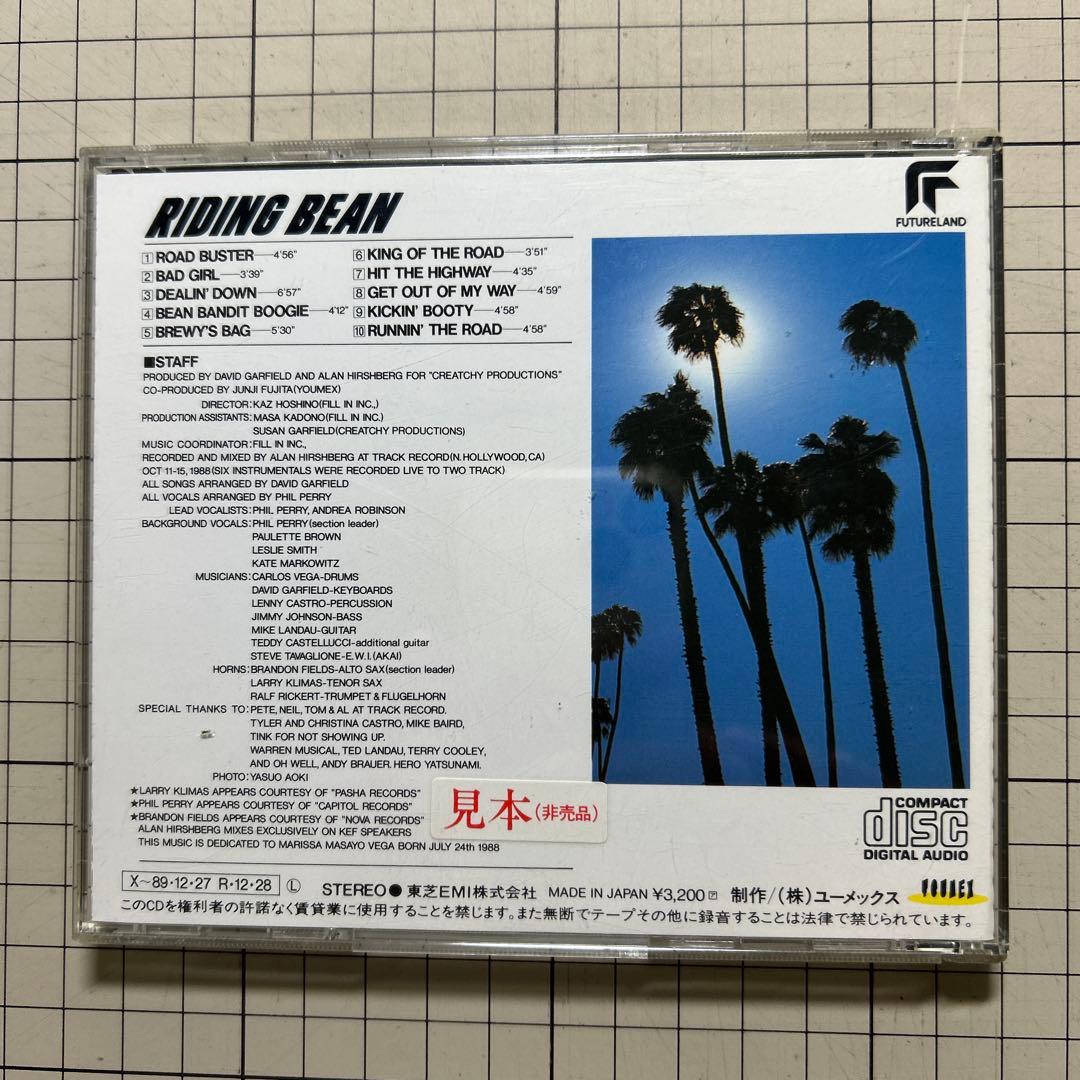 RIDING BEAN
FUTURELAND
1 ROAD BUSTER—4'56"
2 BAD GIRL—3'39"
3 DEALIN' DOWN—6'57"
4 BEAN BANDIT BOOGIE—4'12"
5 BREWY'S BAG—5'30"
6 KING OF THE ROAD—3'51"
7 HIT THE HIGHWAY—4'35"
8 GET OUT OF MY WAY—4'59"
9 KICKIN' BOOTY—4'58"
10 RUNNIN' THE ROAD—4'58"
■STAFF
PRODUCED BY DAVID GARFIELD AND ALAN HIRSHBERG FOR "CREATCHY PRODUCTIONS"
CO-PRODUCED BY JUNJI FUJITA(YOUMEX)
DIRECTOR:KAZ HOSHINO(FILL IN INC.,)
PRODUCTION ASSISTANTS:MASA KADONO(FILL IN INC.)
SUSAN GARFIELD(CREATCHY PRODUCTIONS)
MUSIC COORDINATOR:FILL IN INC.,
RECORDED AND MIXED BY ALAN HIRSHBERG AT TRACK RECORD(N.HOLLYWOOD,CA)
OCT 11-15,1988(SIX INSTRUMENTALS WERE RECORDED LIVE TO TWO TRACK)
ALL SONGS ARRANGED BY DAVID GARFIELD
ALL VOCALS ARRANGED BY PHIL PERRY
LEAD VOCALISTS:PHIL PERRY, ANDREA ROBINSON
BACKGROUND VOCALS:PHIL PERRY(section leader)
PAULETTE BROWN
LESLIE SMITH
KATE MARKOWITZ
MUSICIANS:CARLOS VEGA-DRUMS
DAVID GARFIELD-KEYBOARDS
LENNY CASTRO-PERCUSSION
JIMMY JOHNSON-BASS
MIKE LANDAU-GUITAR
TEDDY CASTELLUCCI-additional guitar
STEVE TAVAGLIONE-E.W.I.(AKAI)
HORNS:BRANDON FIELDS-ALTO SAX(section leader)
LARRY KLIMAS-TENOR SAX
RALF RICKERT-TRUMPET & FLUGELHORN
SPECIAL THANKS TO:PETE, NEIL, TOM & AL AT TRACK RECORD.
TYLER AND CHRISTINA CASTRO, MIKE BAIRD,
TINK FOR NOT SHOWING UP.
WARREN MUSICAL, TED LANDAU, TERRY COOLEY,
AND OH WELL, ANDY BRAUER. HERO YATSUNAMI.
PHOTO:YASUO AOKI
★LARRY KLIMAS APPEARS COURTESY OF "PASHA RECORDS"
★PHIL PERRY APPEARS COURTESY OF "CAPITOL RECORDS"
★BRANDON FIELDS APPEARS COURTESY OF "NOVA RECORDS"
ALAN HIRSHBERG MIXES EXCLUSIVELY ON KEF SPEAKERS
THIS MUSIC IS DEDICATED TO MARISSA MASAYO VEGA BORN JULY 24th 1988
見本(非売品)
COMPACT
disc
DIGITAL AUDIO
X〜89・12・27 R・12・28 Ⓛ STEREO● 東芝EMI株式会社 MADE IN JAPAN ¥3,200 制作/(株)ユーメックス YOUMEX
このCDを権利者の許諾なく賃貸業に使用することを禁じます。また無断でテープその他に録音することは法律で禁じられています。